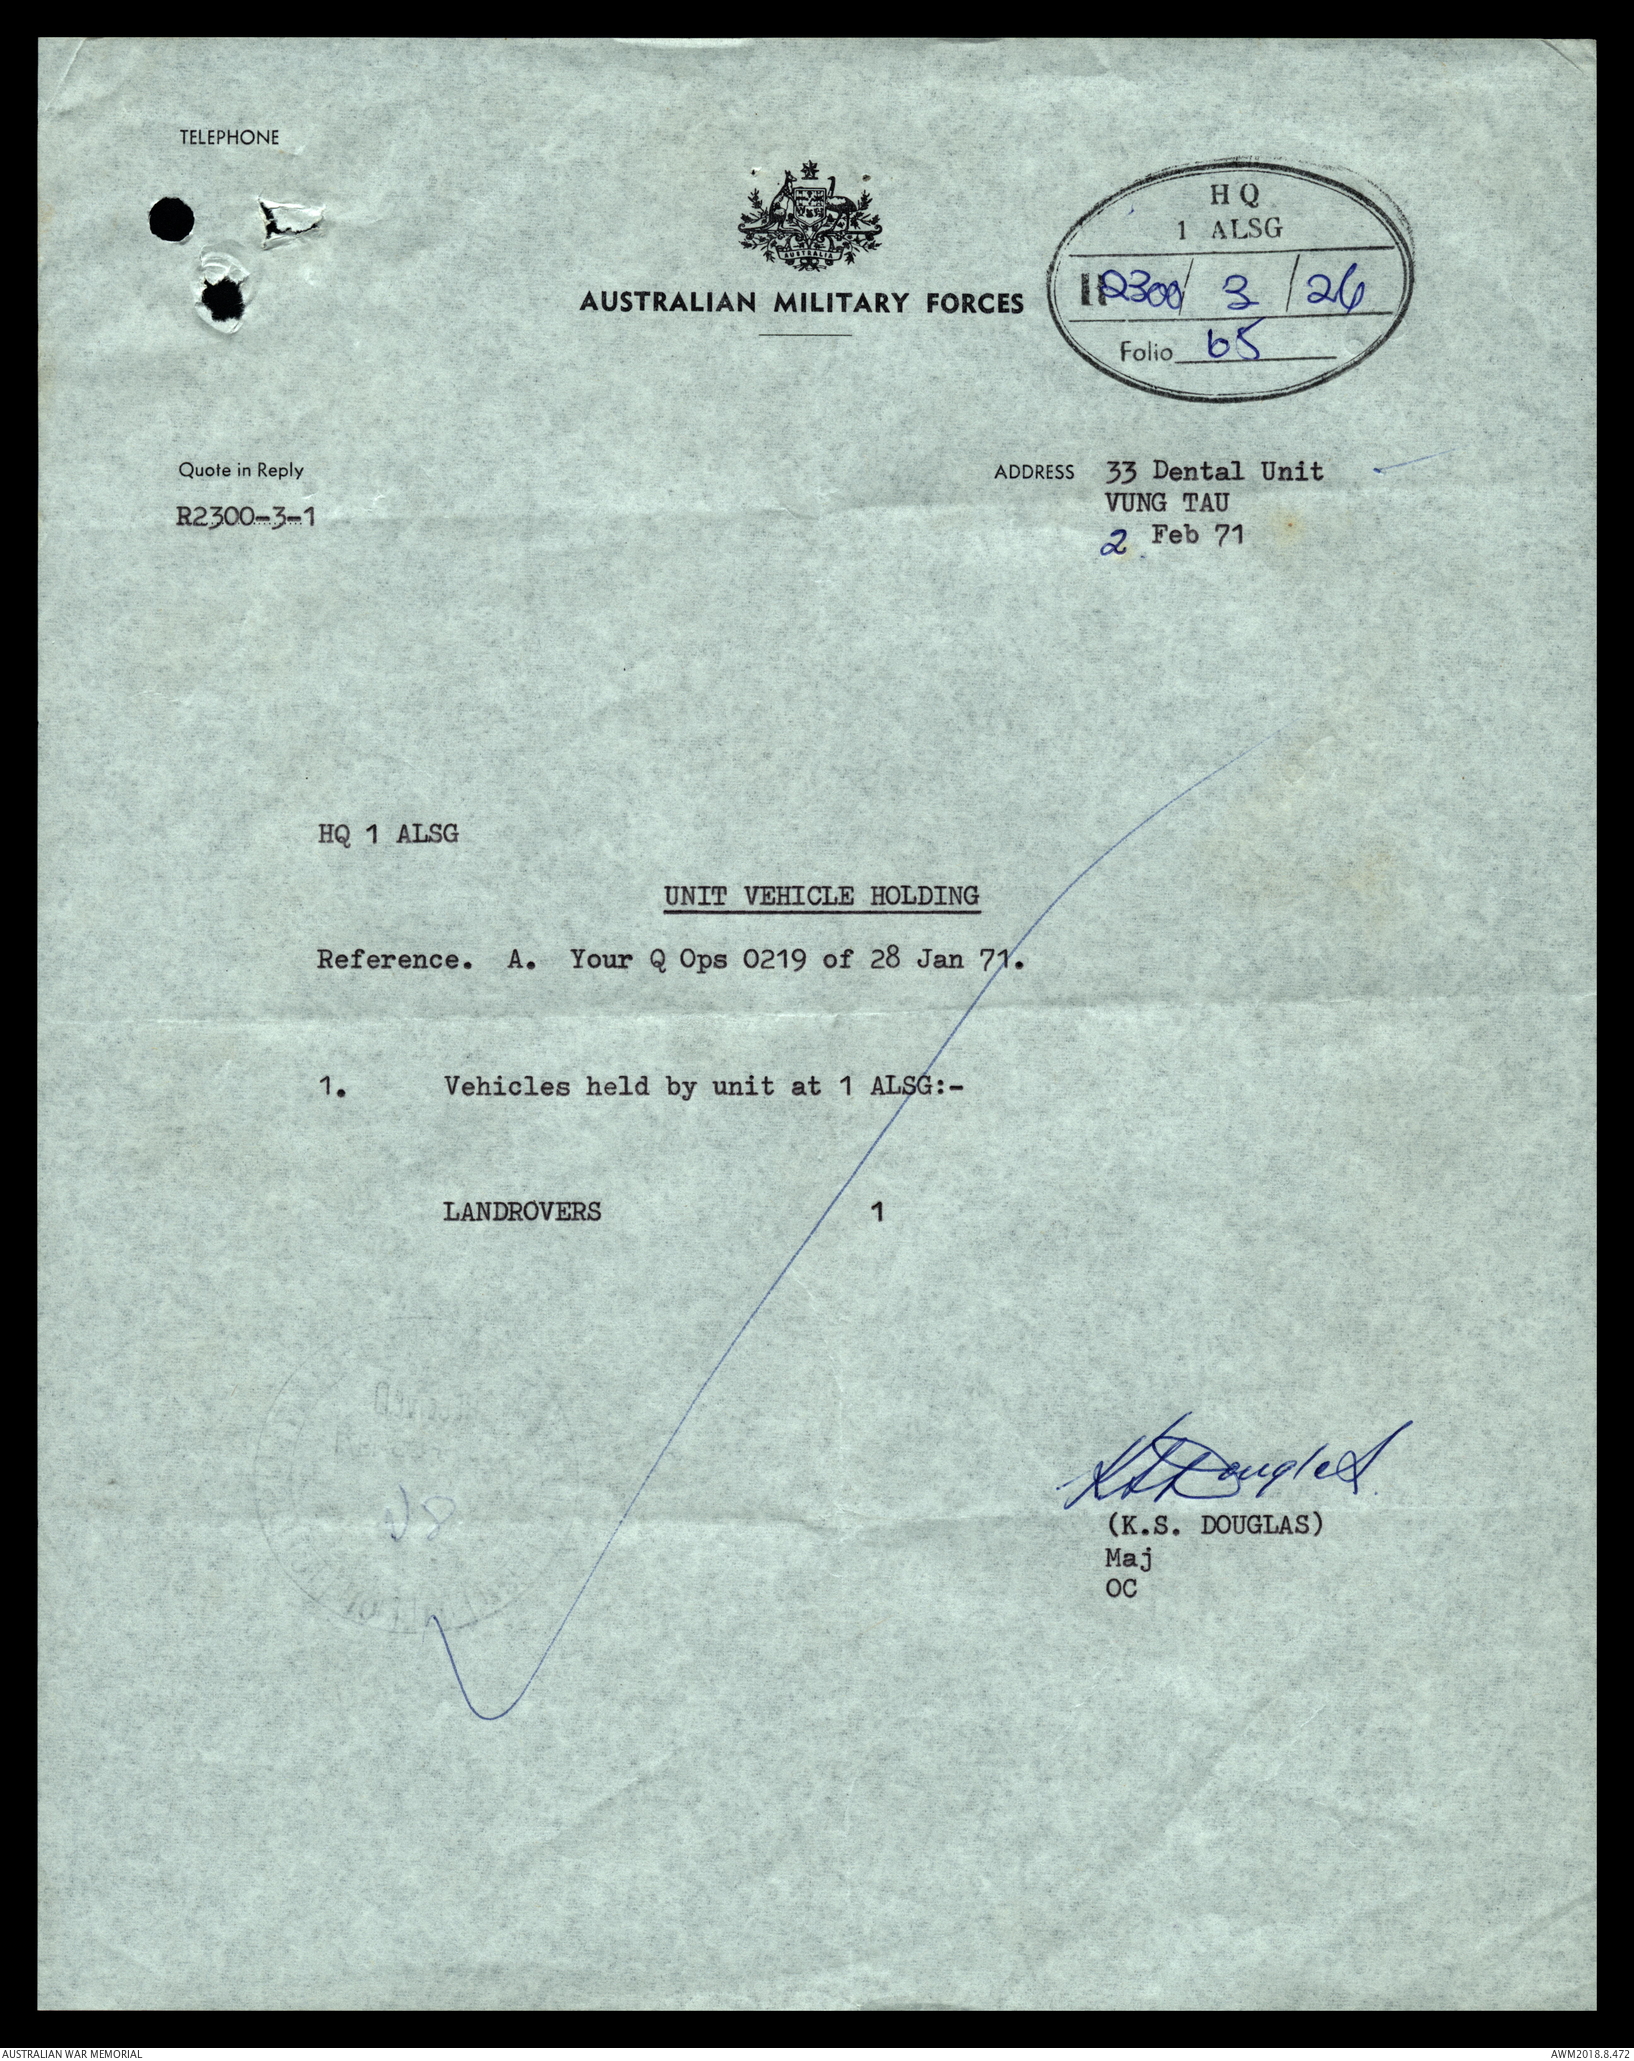 TELEPHONE
AUSTRALIA
AUSTRALIAN MILITARY FORCES
HQ
1 ALSG
R2300/ 3 /26
Folio 65
Quote in Reply
R2300-3-1
ADDRESS 33 Dental Unit
VUNG TAU
2 Feb 71
HQ 1 ALSG
UNIT VEHICLE HOLDING
Reference. A. Your Q Ops 0219 of 28 Jan 71.
1. Vehicles held by unit at 1 ALSG:-
LANDROVERS 1
KSDouglas
(K.S. DOUGLAS)
Maj
OC
AUSTRALIAN WAR MEMORIAL
AWM2018.8.472